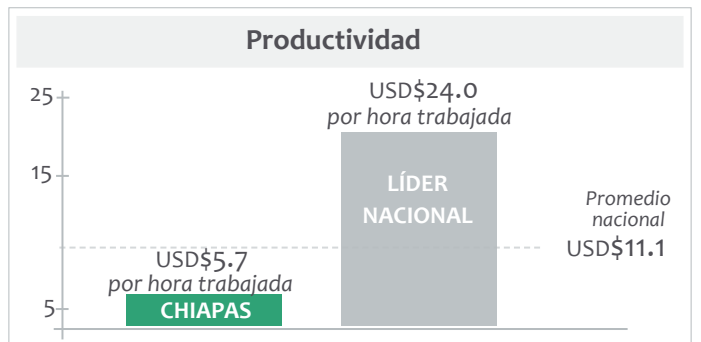 Productividad
25
USD$24.0
por hora trabajada
15
LÍDER
NACIONAL
Promedio
nacional
USD$11.1
USD$5.7
por hora trabajada
5
CHIAPAS